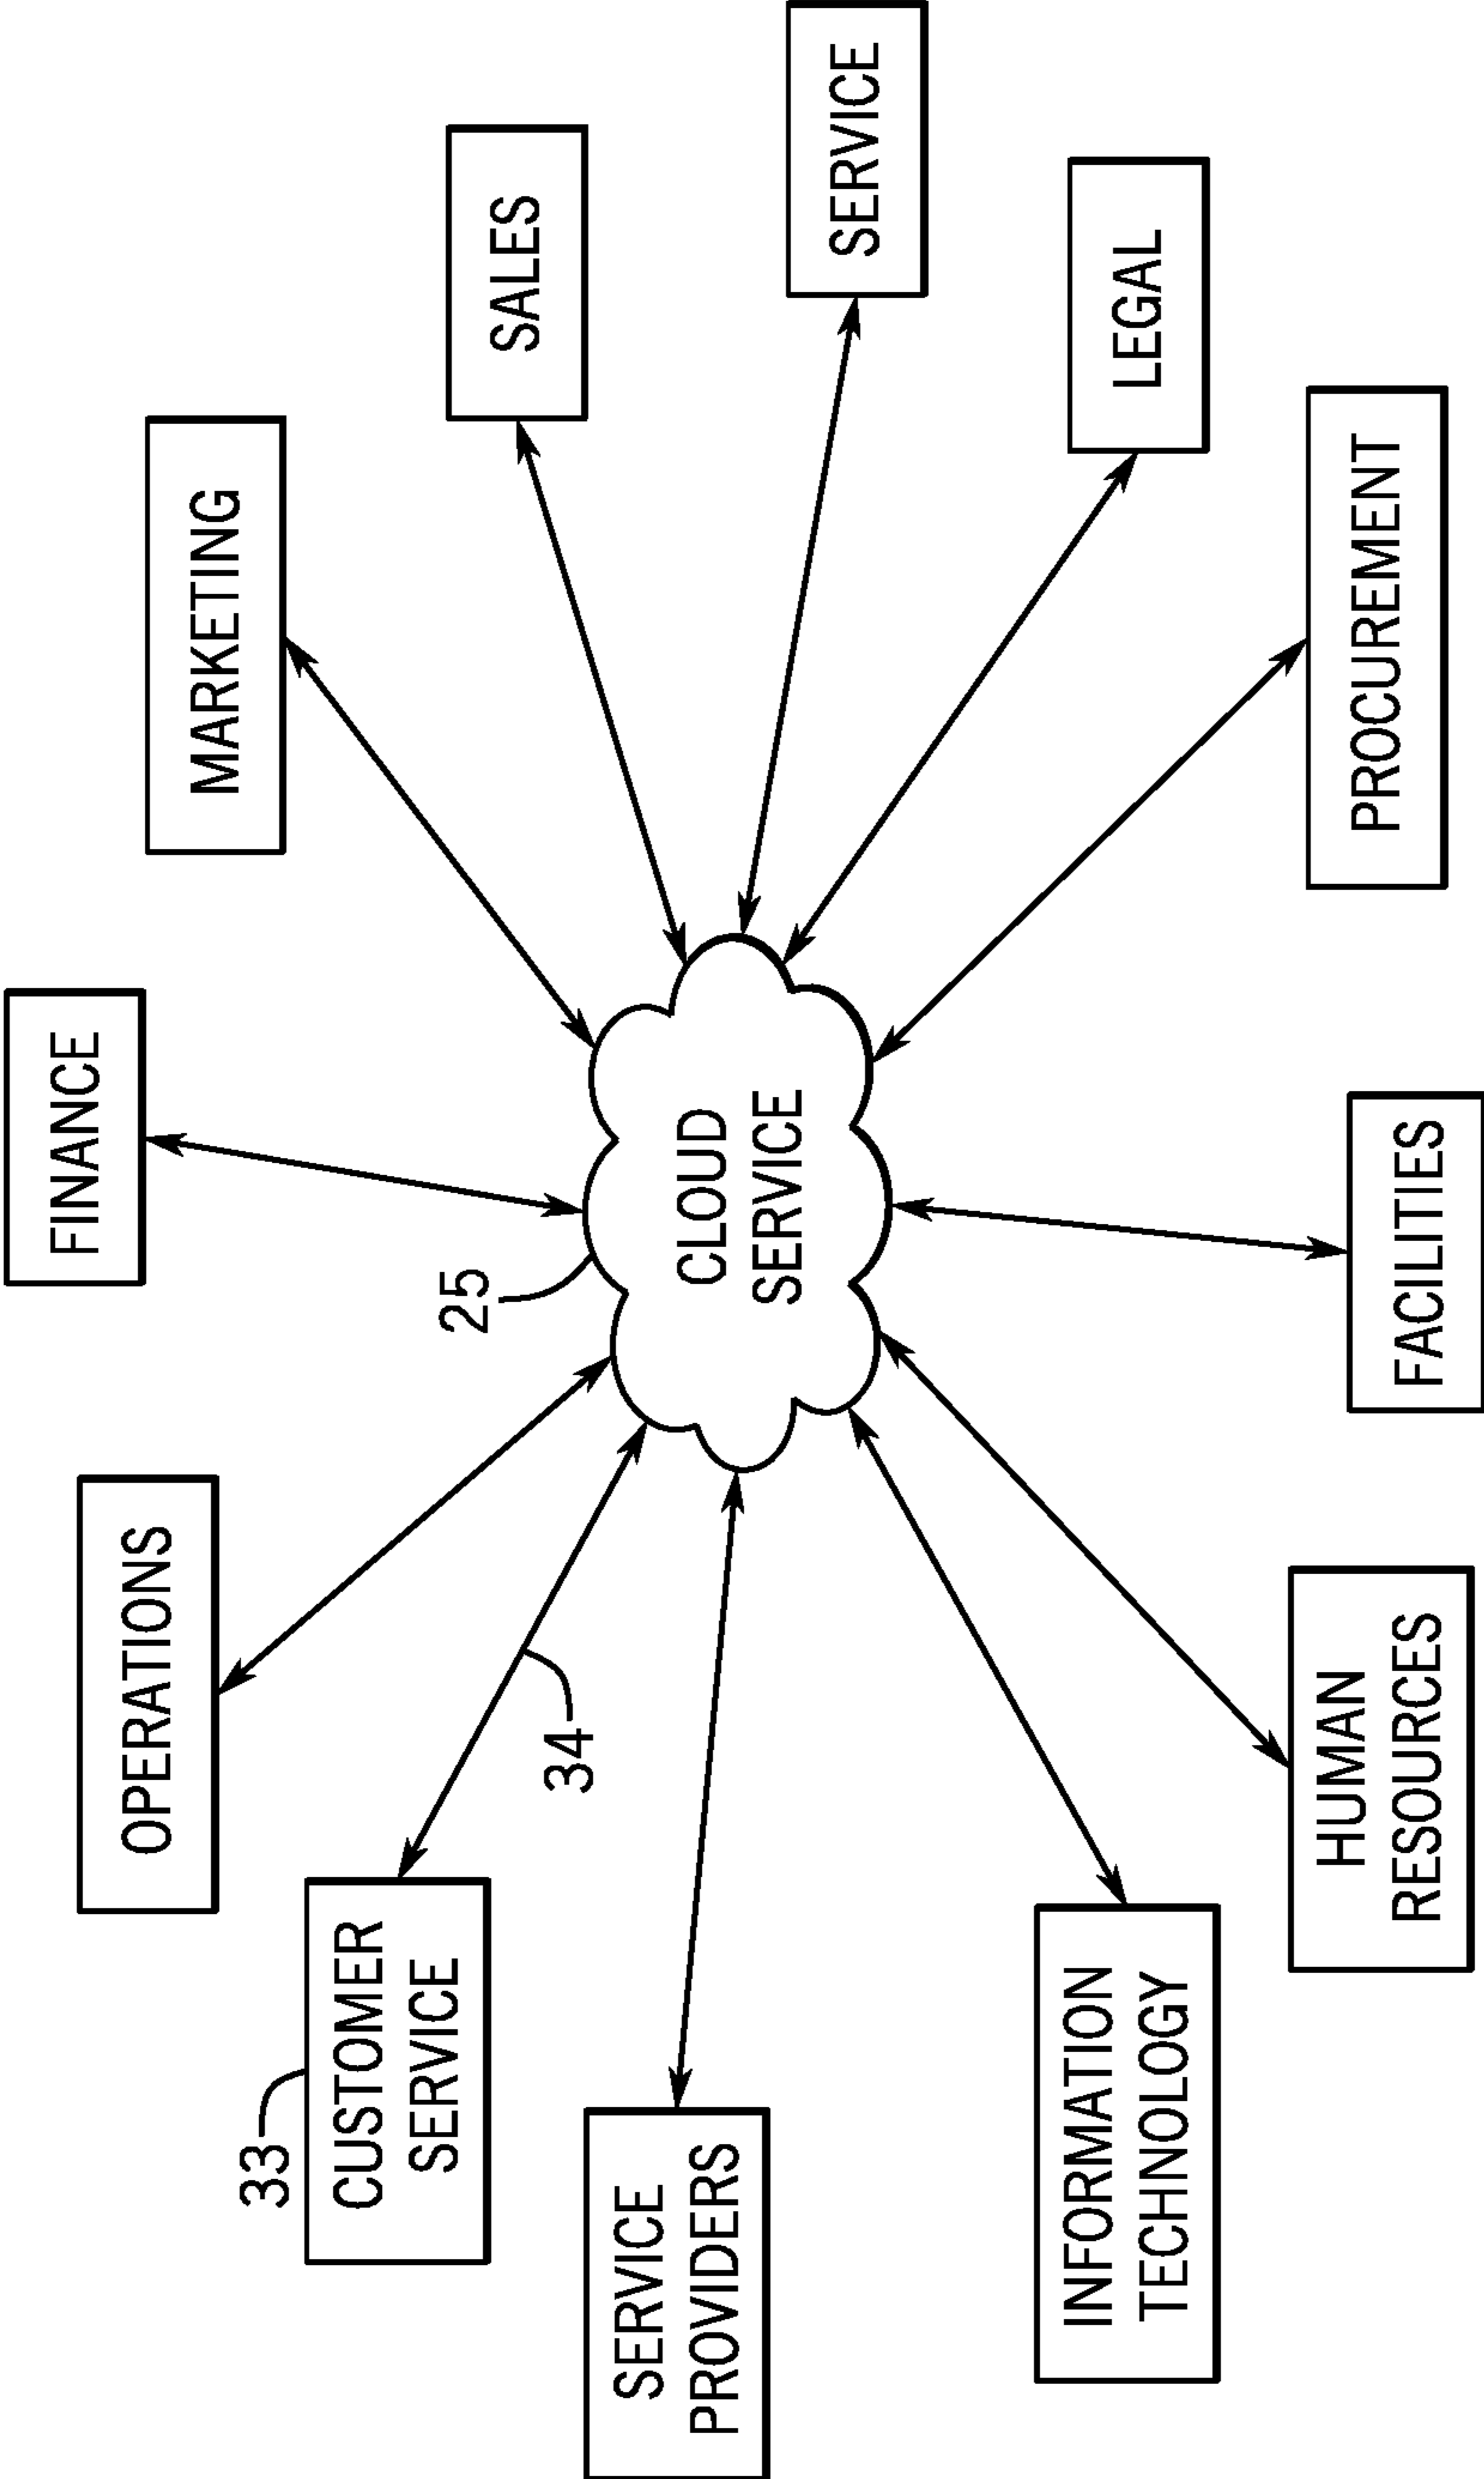 FINANCE
OPERATIONS
MARKETING
25
33
CUSTOMER
SERVICE
SALES
34
CLOUD
SERVICE
SERVICE
PROVIDERS
SERVICE
LEGAL
INFORMATION
TECHNOLOGY
PROCUREMENT
HUMAN
RESOURCES
FACILITIES